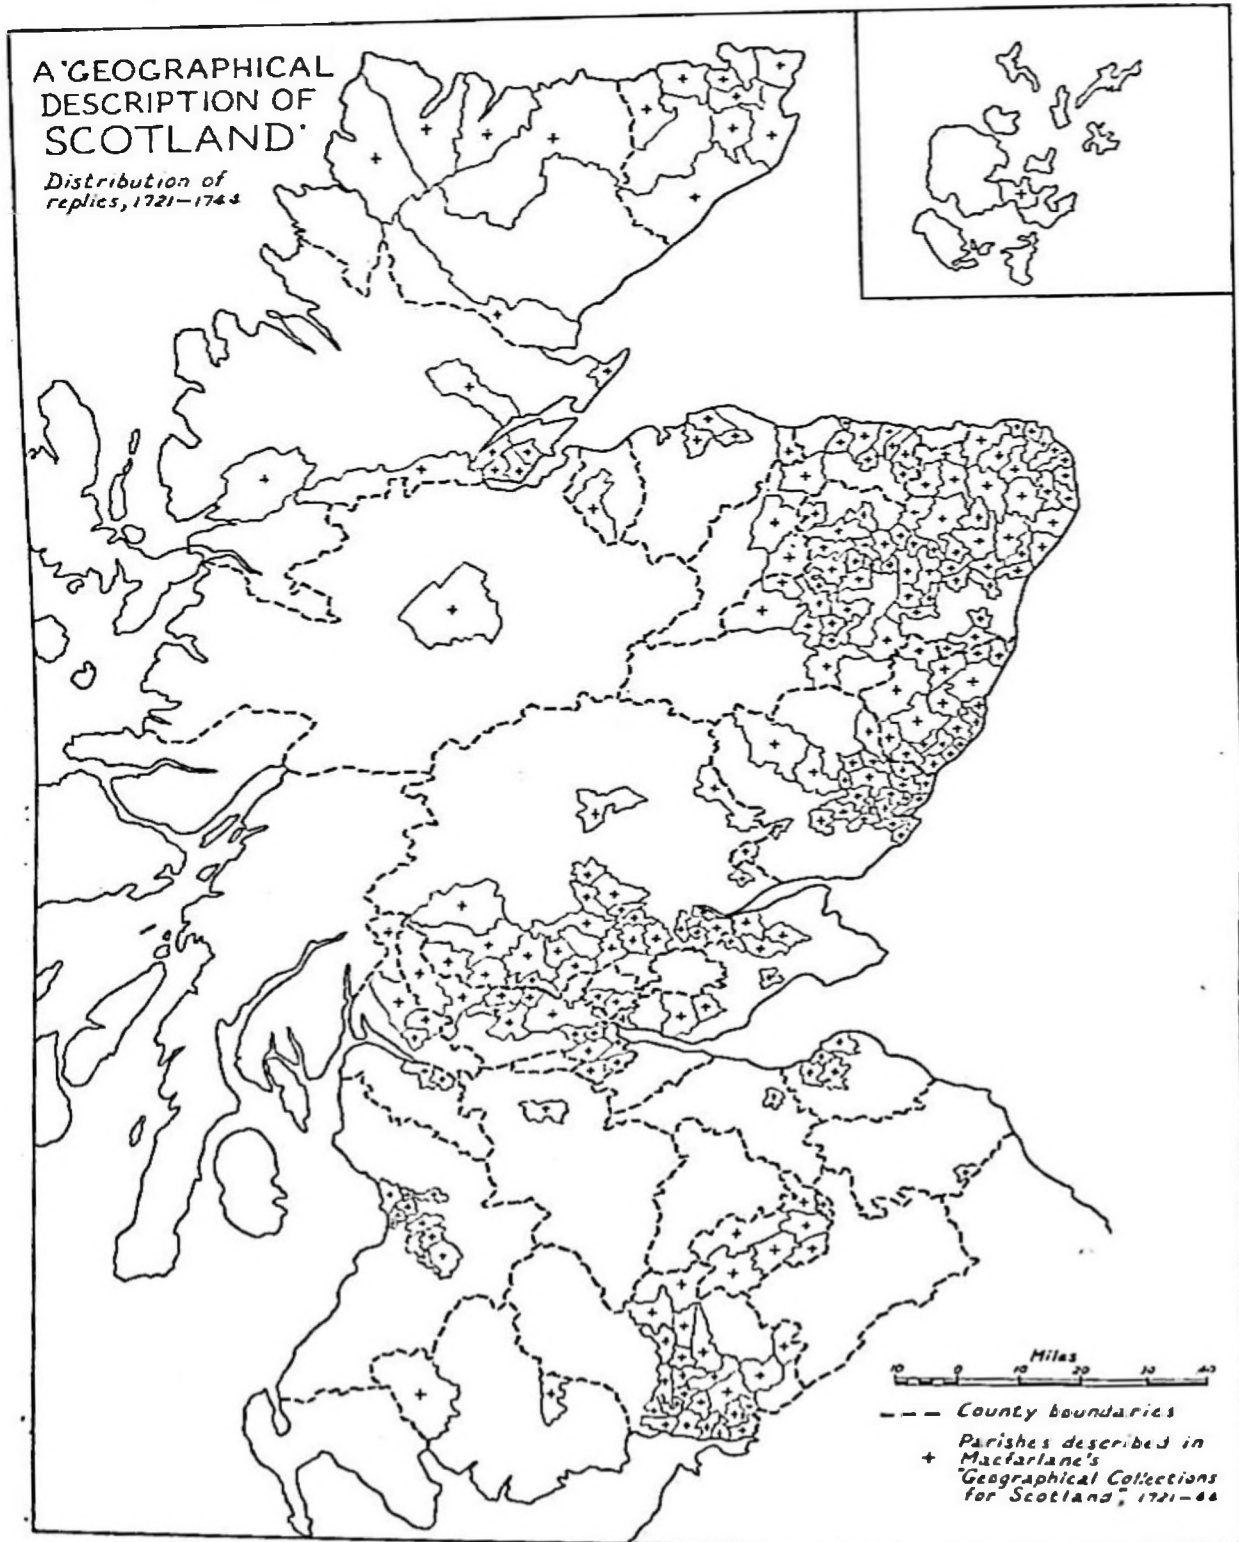 A 'GEOGRAPHICAL
DESCRIPTION OF
SCOTLAND'
Distribution of
replies, 1721–1744
Miles
10 0 10 20 30 40
County boundaries
Parishes described in
+ Macfarlane's
"Geographical Collections
for Scotland", 1721–44